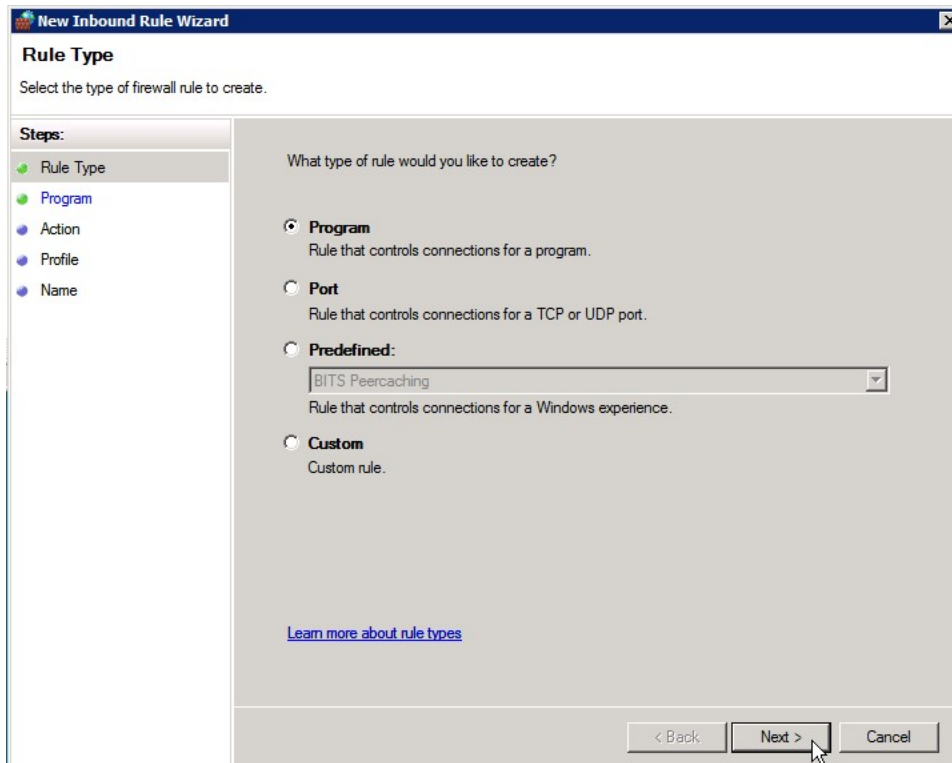 New Inbound Rule Wizard
Rule Type
Select the type of firewall rule to create.
Steps:
Rule Type
Program
Action
Profile
Name
What type of rule would you like to create?
Program
Rule that controls connections for a program.
Port
Rule that controls connections for a TCP or UDP port.
Predefined:
BITS Peercaching
Rule that controls connections for a Windows experience.
Custom
Custom rule.
Learn more about rule types
< Back Next > Cancel